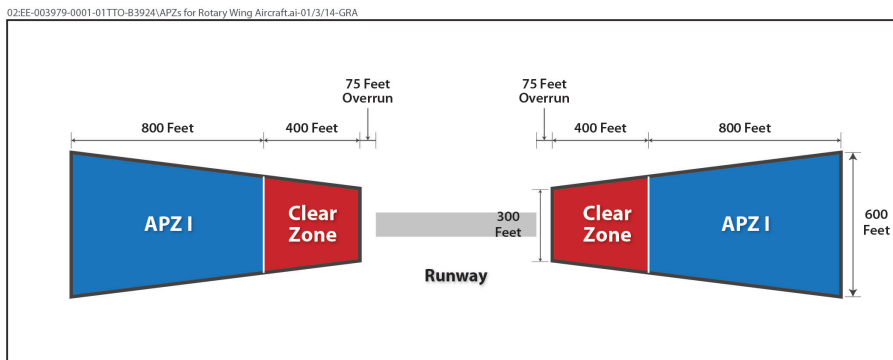 02:EE-003979-0001-01TTO-B3924\APZs for Rotary Wing Aircraft.ai-01/3/14-GRA
75 Feet
Overrun
75 Feet
Overrun
800 Feet
400 Feet
400 Feet
800 Feet
APZ I
Clear
Zone
300
Feet
Clear
Zone
APZ I
600
Feet
Runway